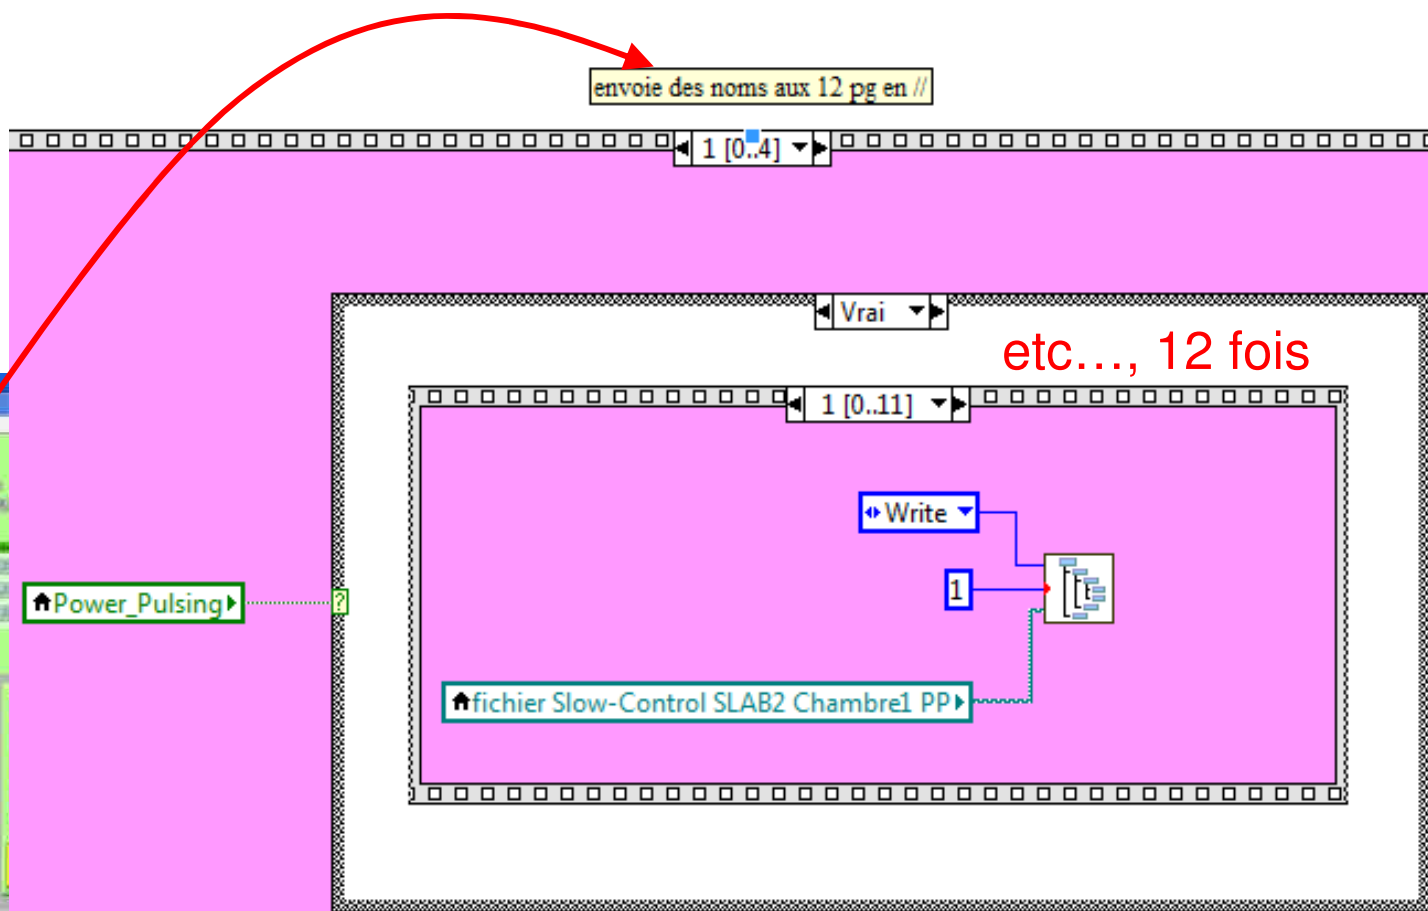 envoie des noms aux 12 pg en //
1 [0..4]
Vrai
etc..., 12 fois
1 [0..11]
Write
1
Power_Pulsing
?
fichier Slow-Control SLAB2 Chambre1 PP